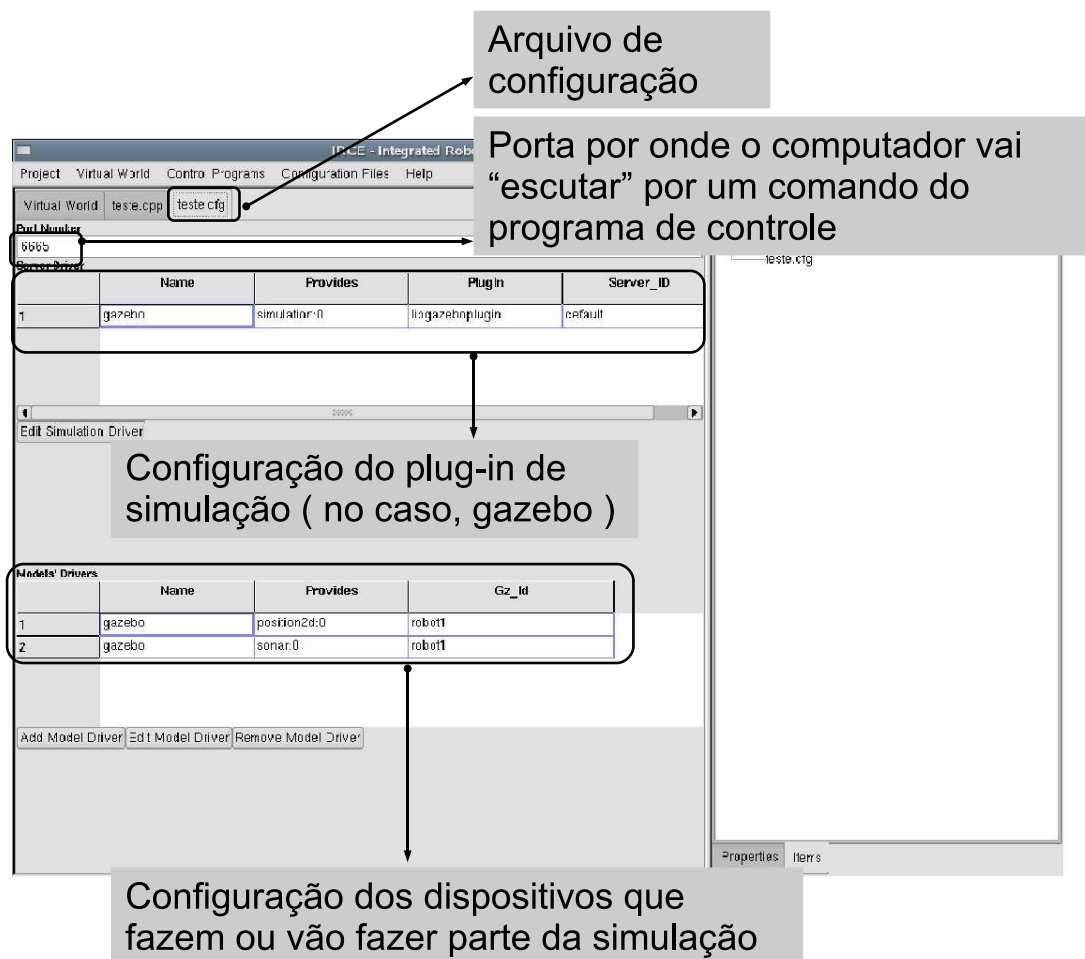 Arquivo de
configuração
Porta por onde o computador vai
“escutar” por um comando do
programa de controle
IRCE - Integrated Robo
Project Virtual World Control Programs Configuration Files Help
Virtual World teste.cpp teste.cfg
Port Number
6665
teste.cfg
Server Driver
Name Provides Plugin Server_ID
1 gazebo simulation:0 libgazeboplugin default
Edit Simulation Driver
Configuração do plug-in de
simulação ( no caso, gazebo )
Models' Drivers
Name Provides Gz_Id
1 gazebo position2d:0 robot1
2 gazebo sonar:0 robot1
Add Model Driver Edit Model Driver Remove Model Driver
Properties Items
Configuração dos dispositivos que
fazem ou vão fazer parte da simulação